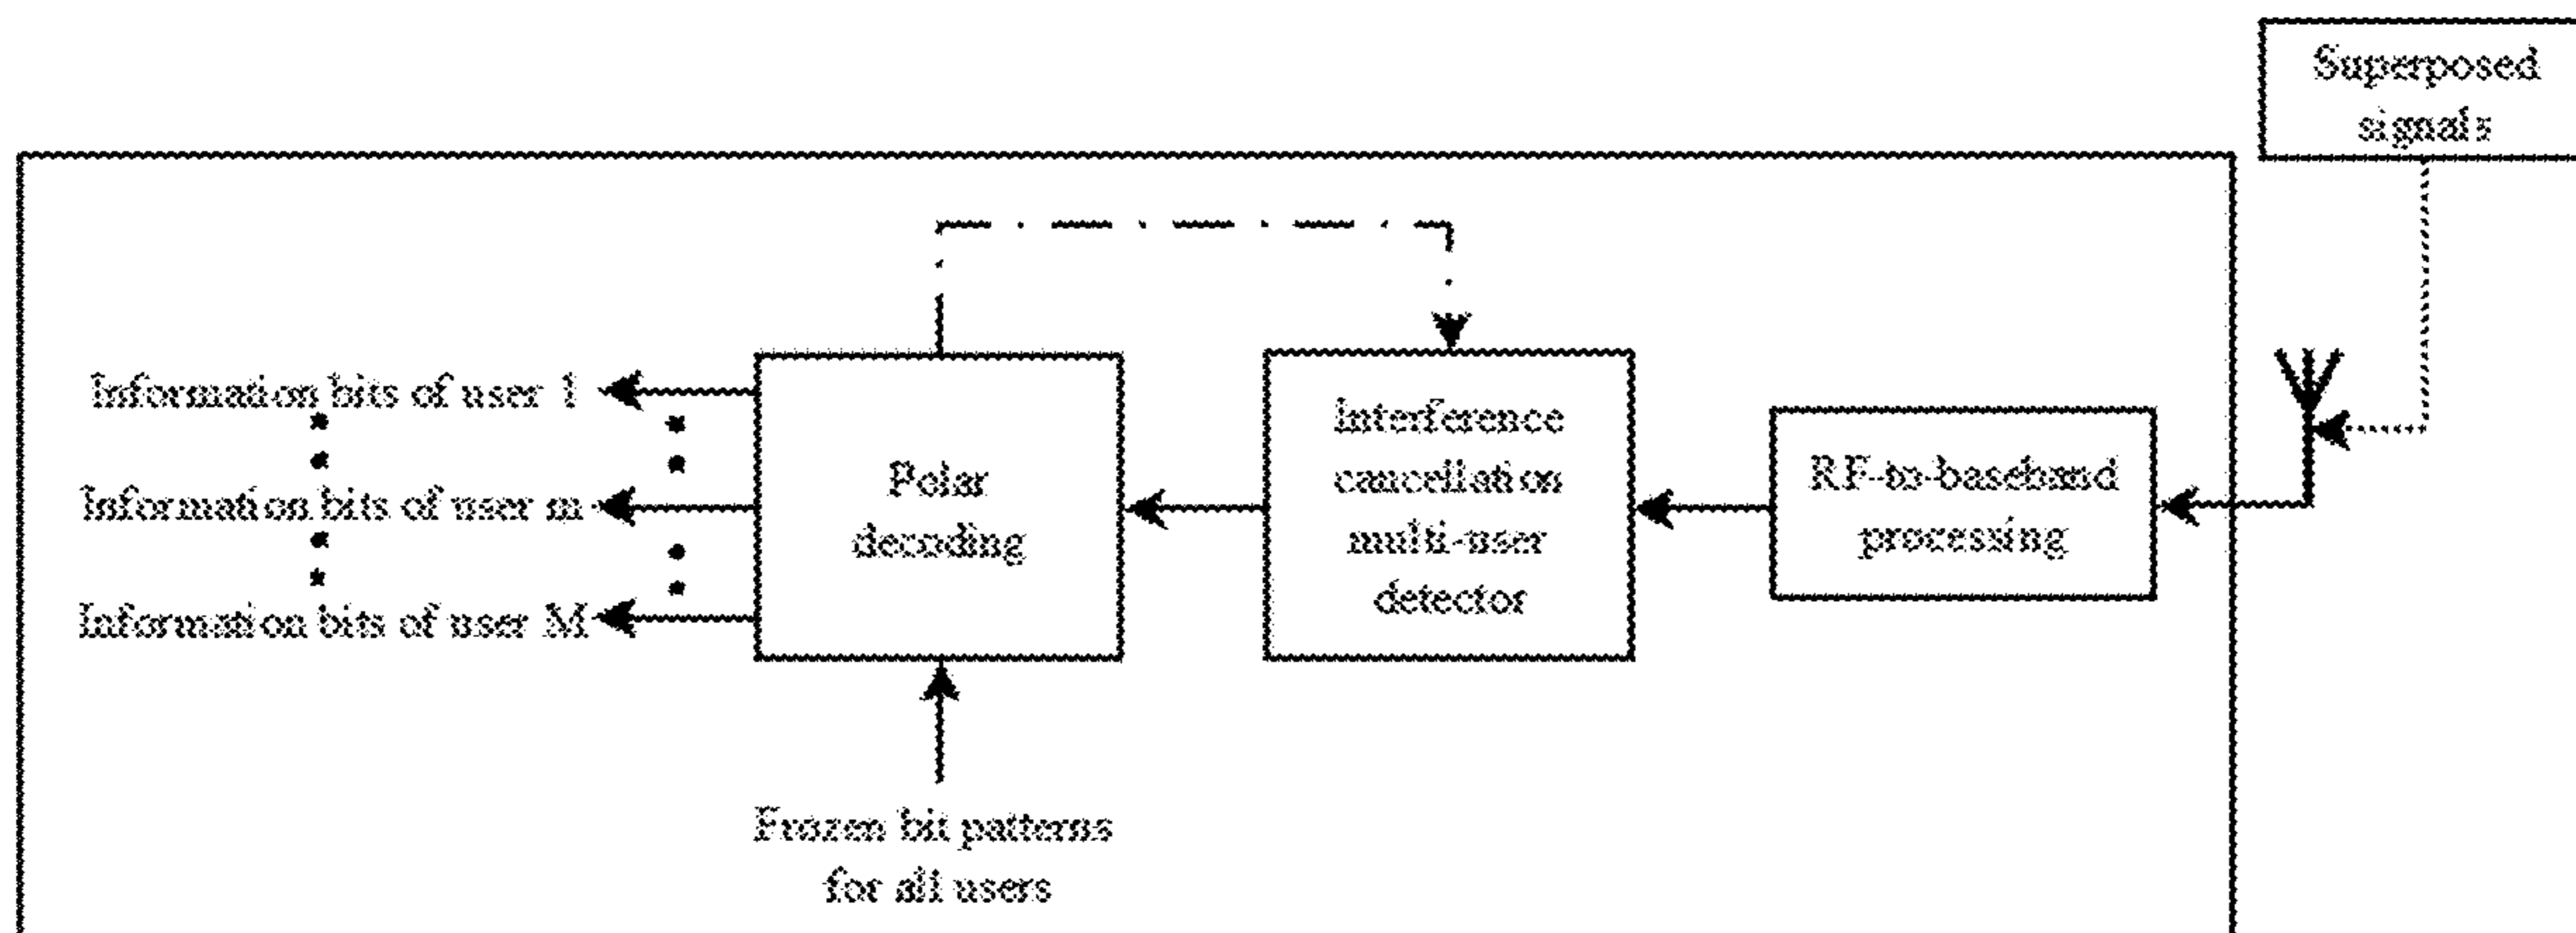 Superposed
signals
Information bits of user 1
Information bits of user m
Information bits of user M
Polar
decoding
Interference
cancellation
multi-user
detector
RF-to-baseband
processing
Frozen bit patterns
for all users